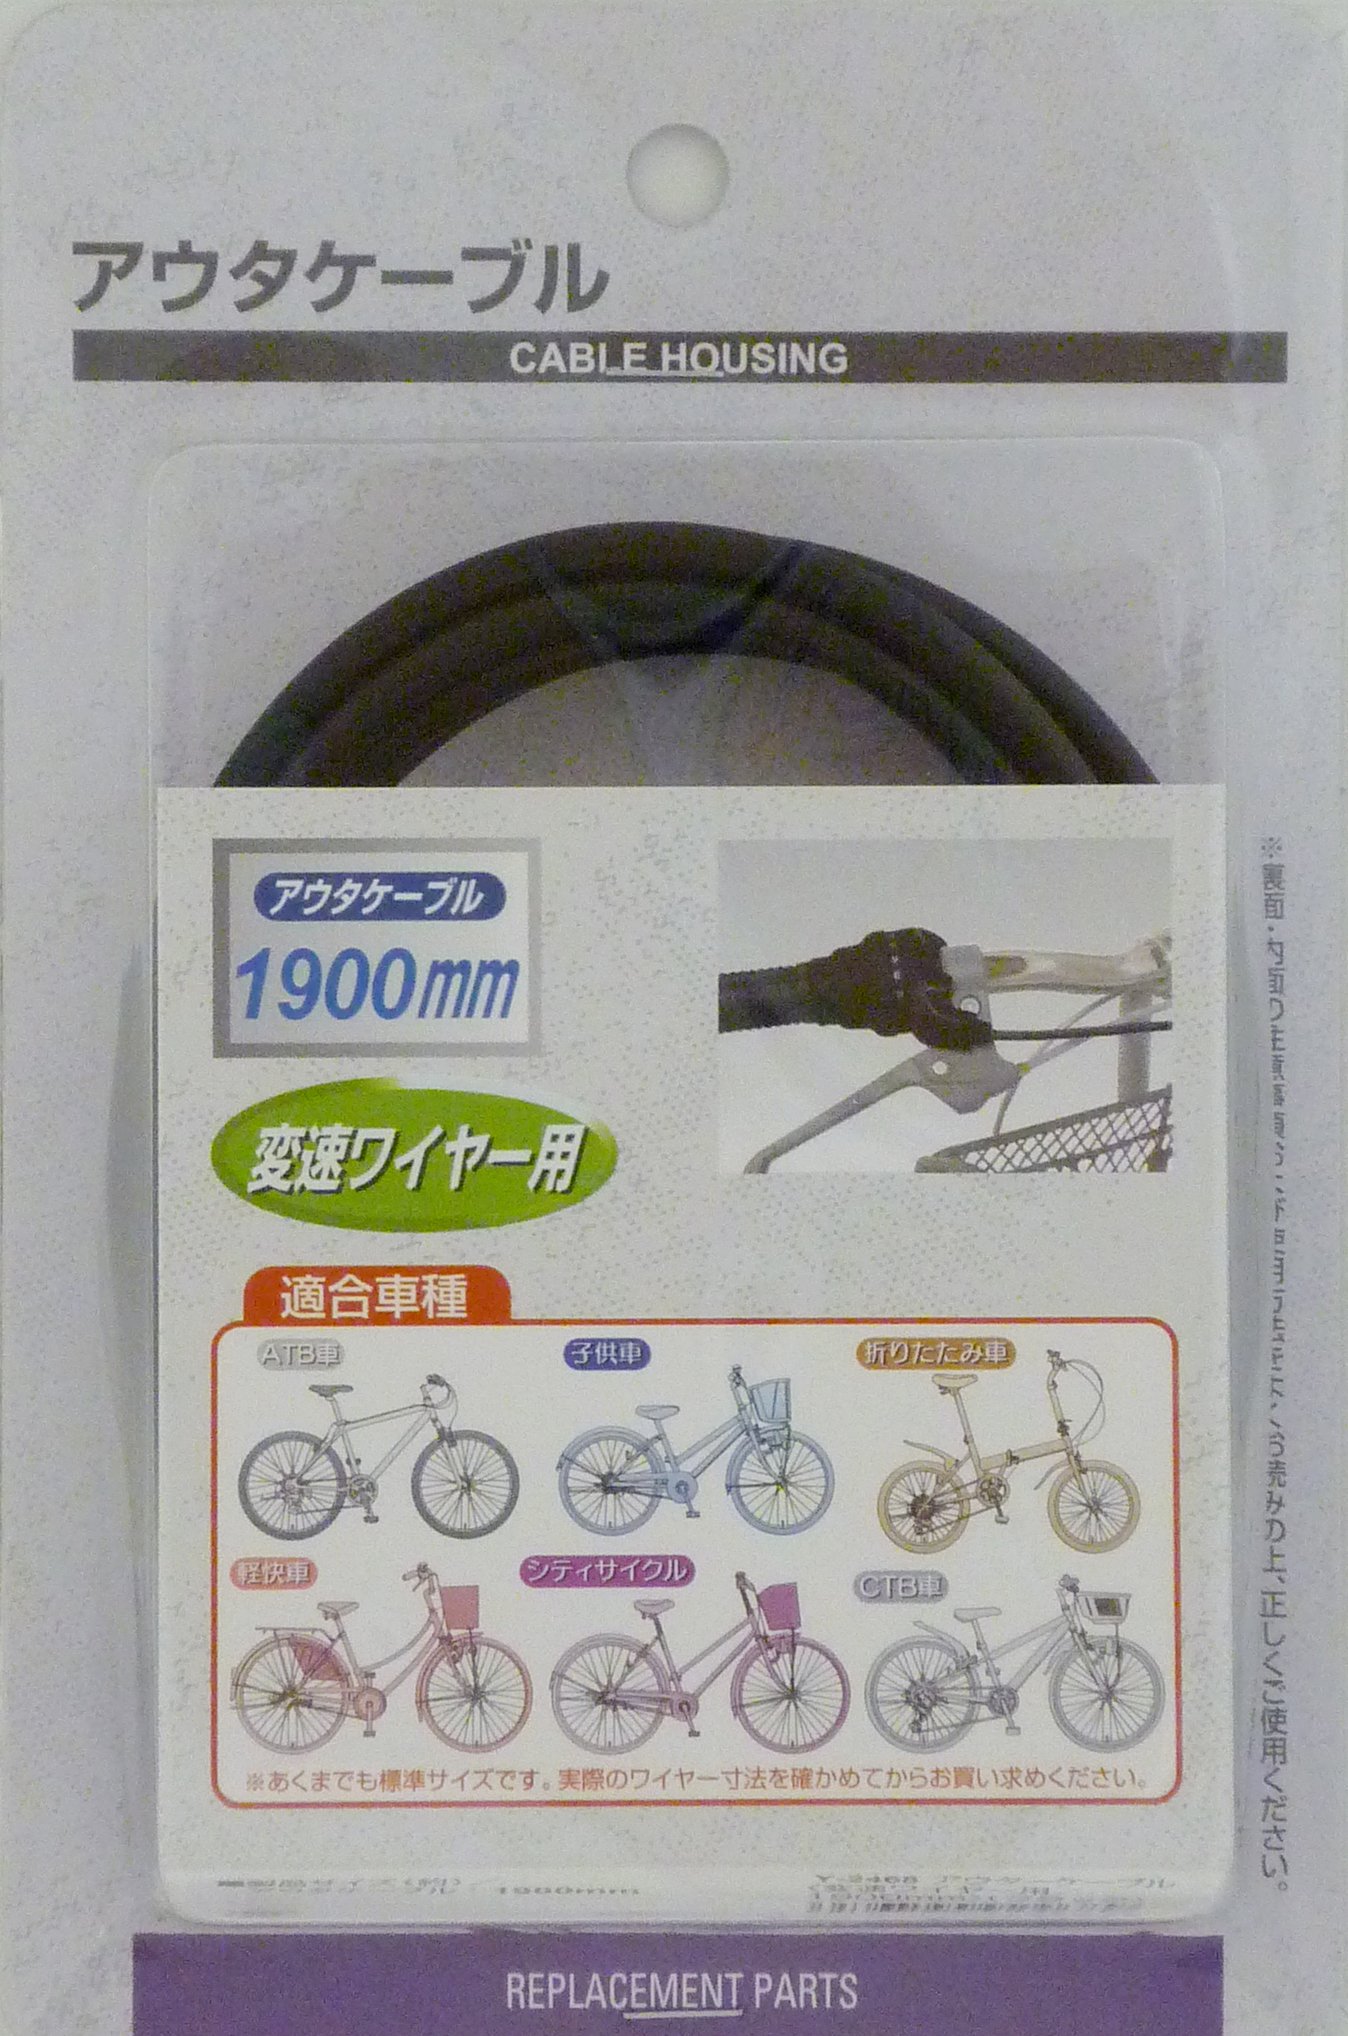 アウタケーブル
CABLE HOUSING
アウタケーブル
1900mm
変速ワイヤー用
適合車種
ATB車
子供車
折りたたみ車
軽快車
シティサイクル
CTB車
※あくまでも標準サイズです。実際のワイヤー寸法を確かめてからお買い求めください。
お読みの上、正しくご使用ください。
REPLACEMENT PARTS